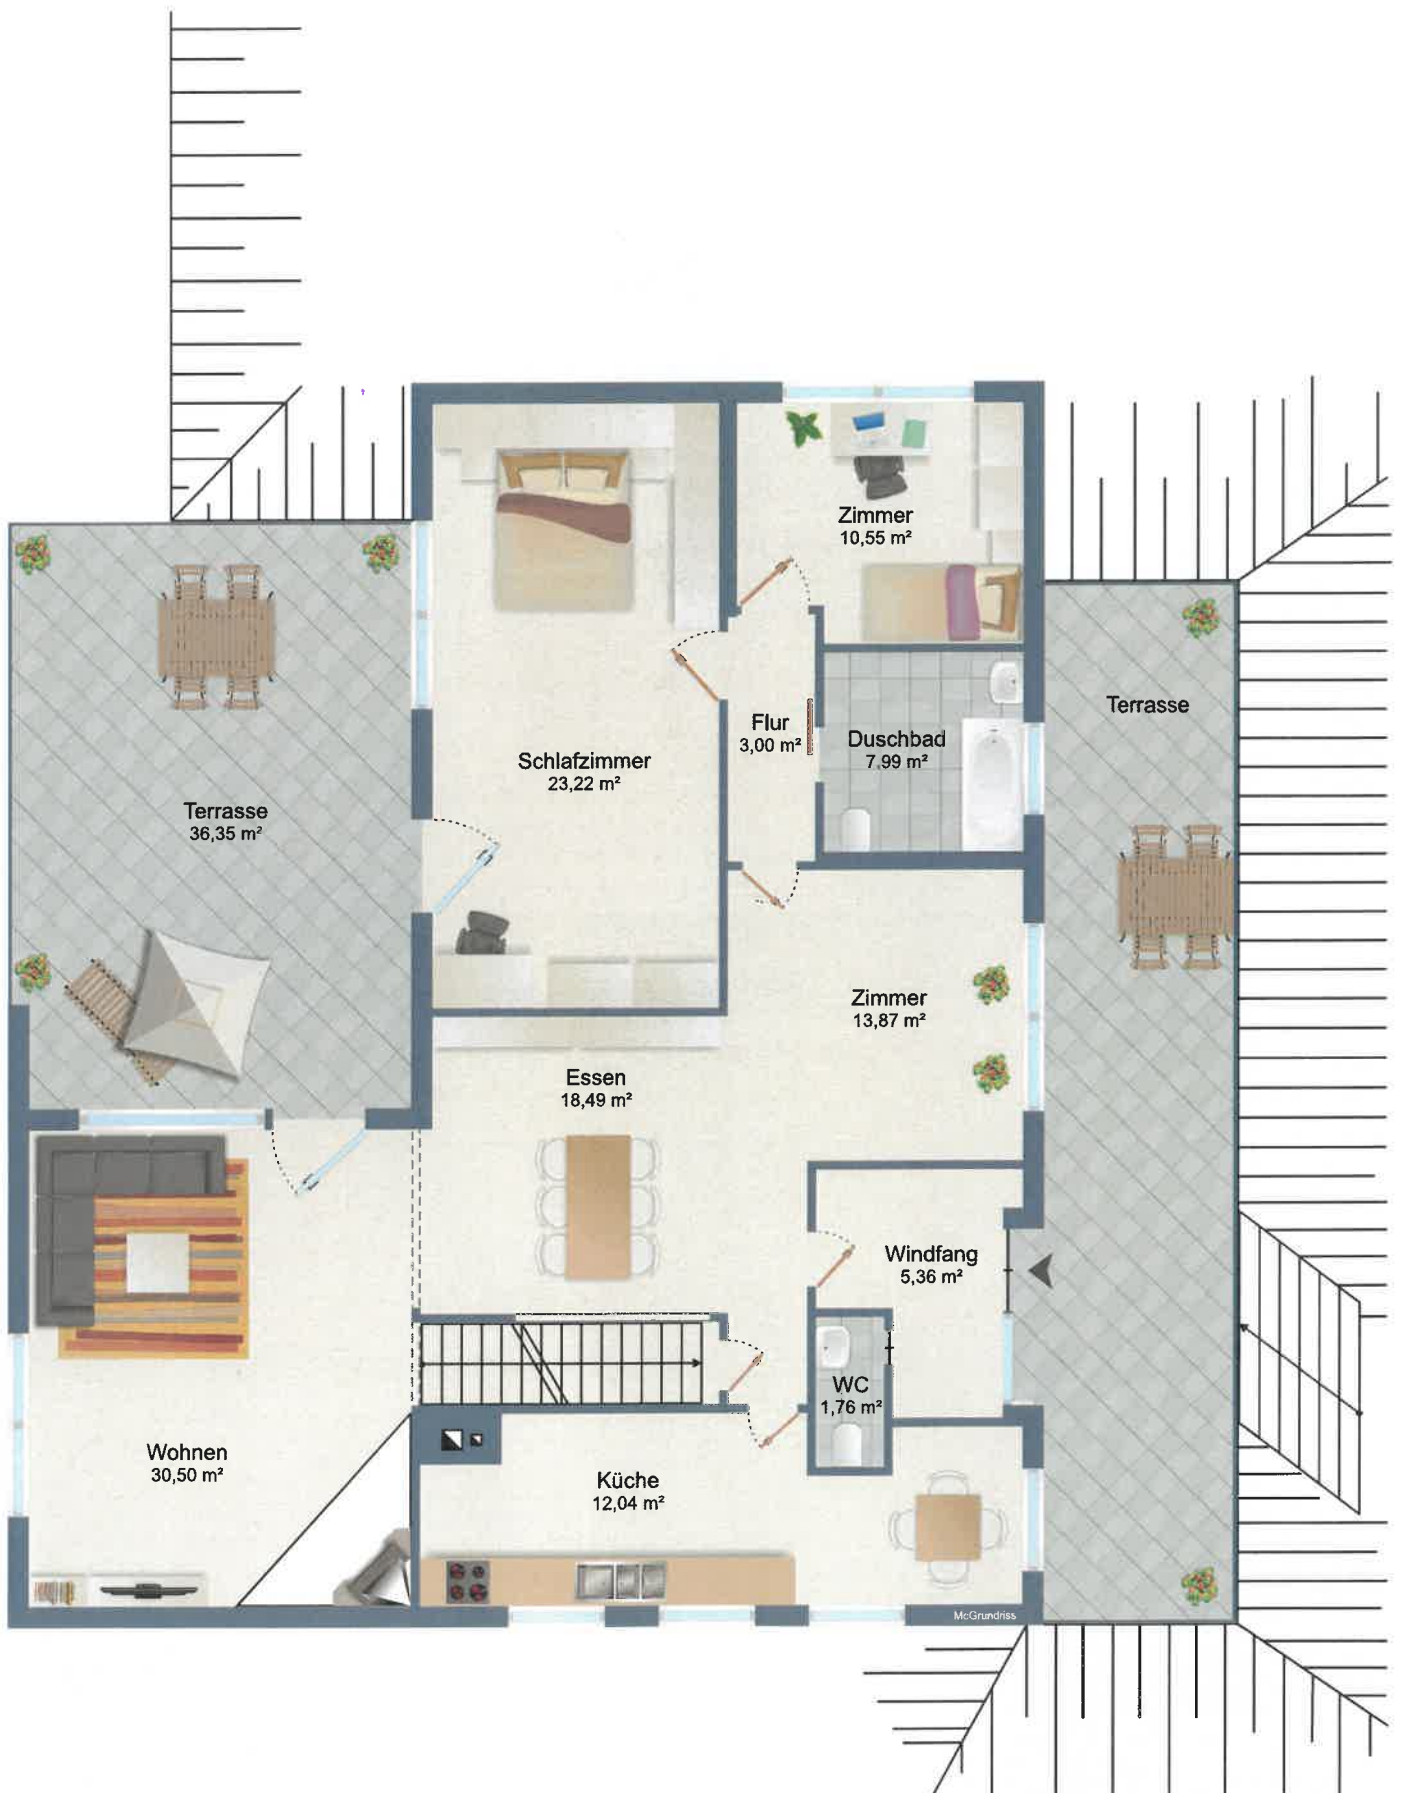 Zimmer
10,55 m²
Terrasse
Flur
3,00 m²
Duschbad
7,99 m²
Schlafzimmer
23,22 m²
Terrasse
36,35 m²
Zimmer
13,87 m²
Essen
18,49 m²
Windfang
5,36 m²
WC
1,76 m²
Wohnen
30,50 m²
Küche
12,04 m²
McGrundriss